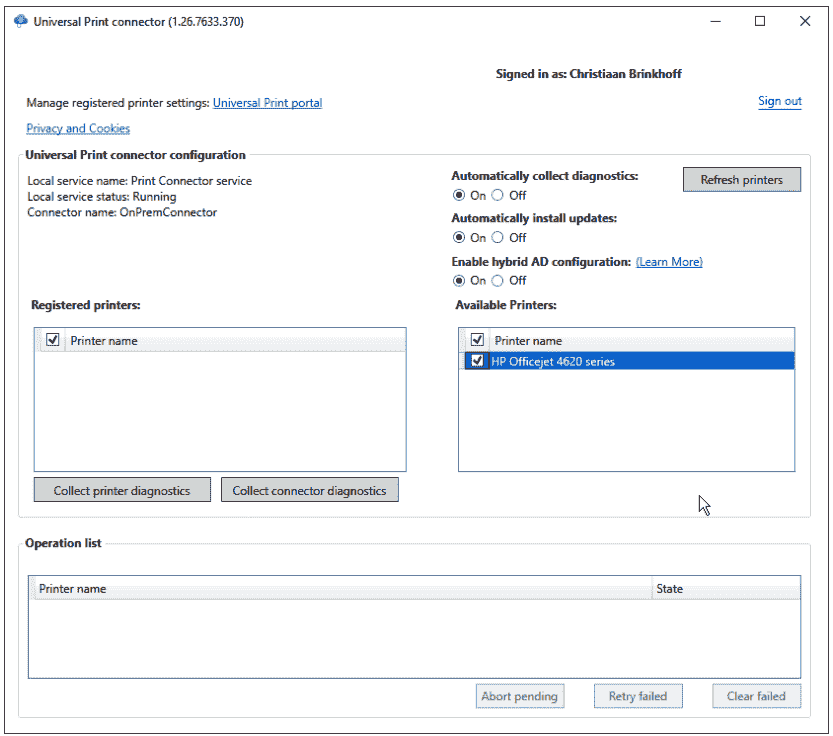 Universal Print connector (1.26.7633.370)
Signed in as: Christiaan Brinkhoff
Manage registered printer settings: Universal Print portal
Sign out
Privacy and Cookies
Universal Print connector configuration
Local service name: Print Connector service
Local service status: Running
Connector name: OnPremConnector
Automatically collect diagnostics:
On Off
Refresh printers
Automatically install updates:
On Off
Enable hybrid AD configuration: (Learn More)
On Off
Registered printers:
Printer name
Collect printer diagnostics Collect connector diagnostics
Available Printers:
Printer name
HP Officejet 4620 series
Operation list
Printer name State
Abort pending Retry failed Clear failed